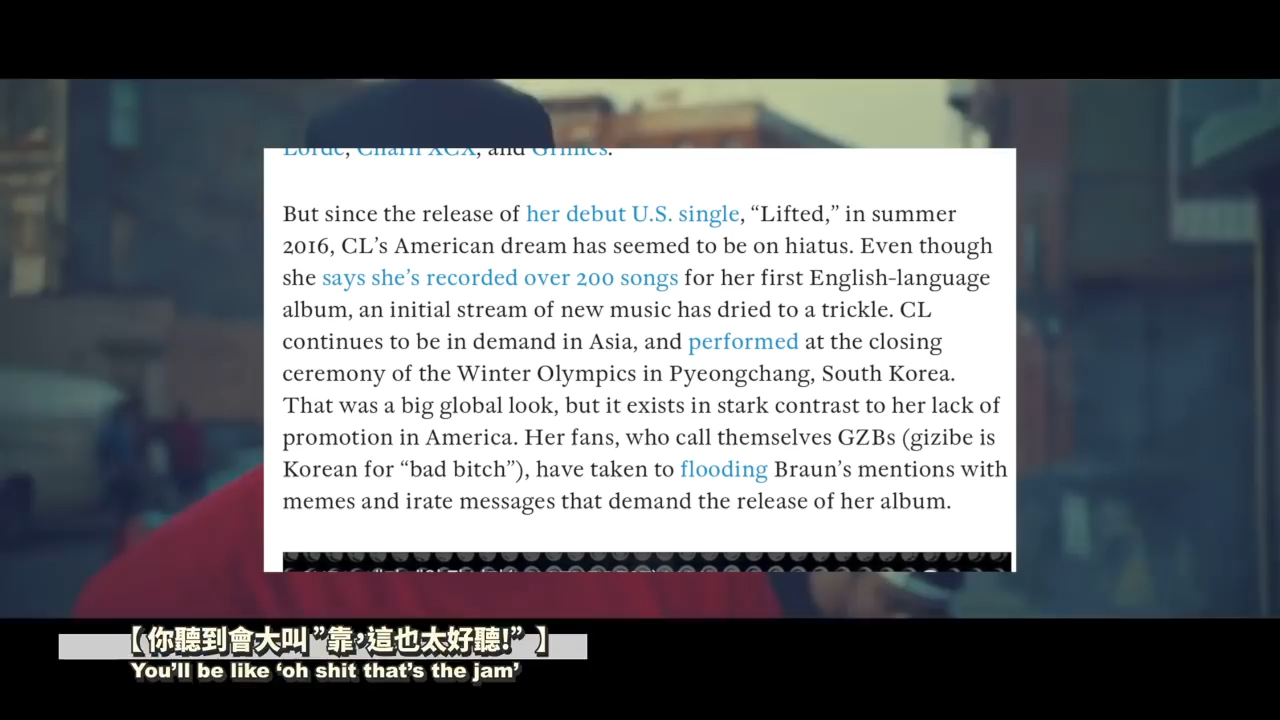 Lorde, Charli XCX, and Grimes.
But since the release of her debut U.S. single, “Lifted,” in summer
2016, CL’s American dream has seemed to be on hiatus. Even though
she says she’s recorded over 200 songs for her first English-language
album, an initial stream of new music has dried to a trickle. CL
continues to be in demand in Asia, and performed at the closing
ceremony of the Winter Olympics in Pyeongchang, South Korea.
That was a big global look, but it exists in stark contrast to her lack of
promotion in America. Her fans, who call themselves GZBs (gizibe is
Korean for “bad bitch”), have taken to flooding Braun’s mentions with
memes and irate messages that demand the release of her album.
【你聽到會大叫”靠,這也太好聽!”】
You’ll be like ‘oh shit that’s the jam’